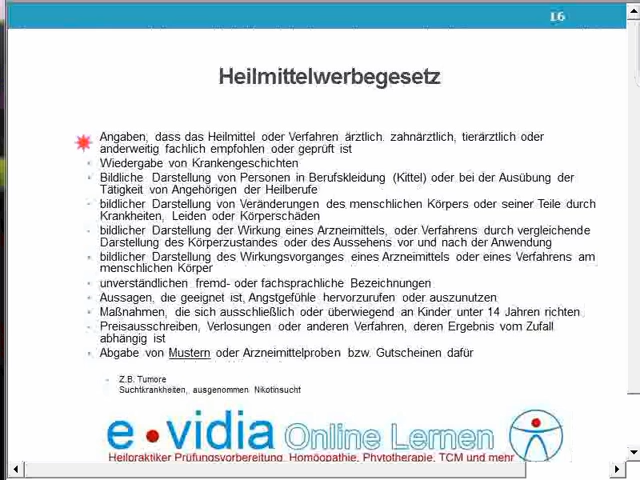 16
Heilmittelwerbegesetz
Angaben, dass das Heilmittel oder Verfahren ärztlich. zahnärztlich, tierärztlich oder
anderweitig fachlich empfohlen oder geprüft ist
Wiedergabe von Krankengeschichten
Bildliche Darstellung von Personen in Berufskleidung (Kittel) oder bei der Ausübung der
Tätigkeit von Angehörigen der Heilberufe
bildlicher Darstellung von Veränderungen des menschlichen Körpers oder seiner Teile durch
Krankheiten, Leiden oder Körperschäden
bildlicher Darstellung der Wirkung eines Arzneimittels, oder Verfahrens durch vergleichende
Darstellung des Körperzustandes oder des Aussehens vor und nach der Anwendung
bildlicher Darstellung des Wirkungsvorganges eines Arzneimittels oder eines Verfahrens am
menschlichen Körper
unverständlichen fremd- oder fachsprachliche Bezeichnungen
Aussagen, die geeignet ist, Angstgefühle hervorzurufen oder auszunutzen
Maßnahmen, die sich ausschließlich oder überwiegend an Kinder unter 14 Jahren richten
Preisausschreiben, Verlosungen oder anderen Verfahren, deren Ergebnis vom Zufall
abhängig ist
Abgabe von Mustern oder Arzneimittelproben bzw. Gutscheinen dafür
Z.B. Tumore
Suchtkrankheiten, ausgenommen Nikotinsucht
e•vidia Online Lernen
Heilpraktiker Prüfungsvorbereitung, Homöopathie, Phytotherapie, TCM und mehr